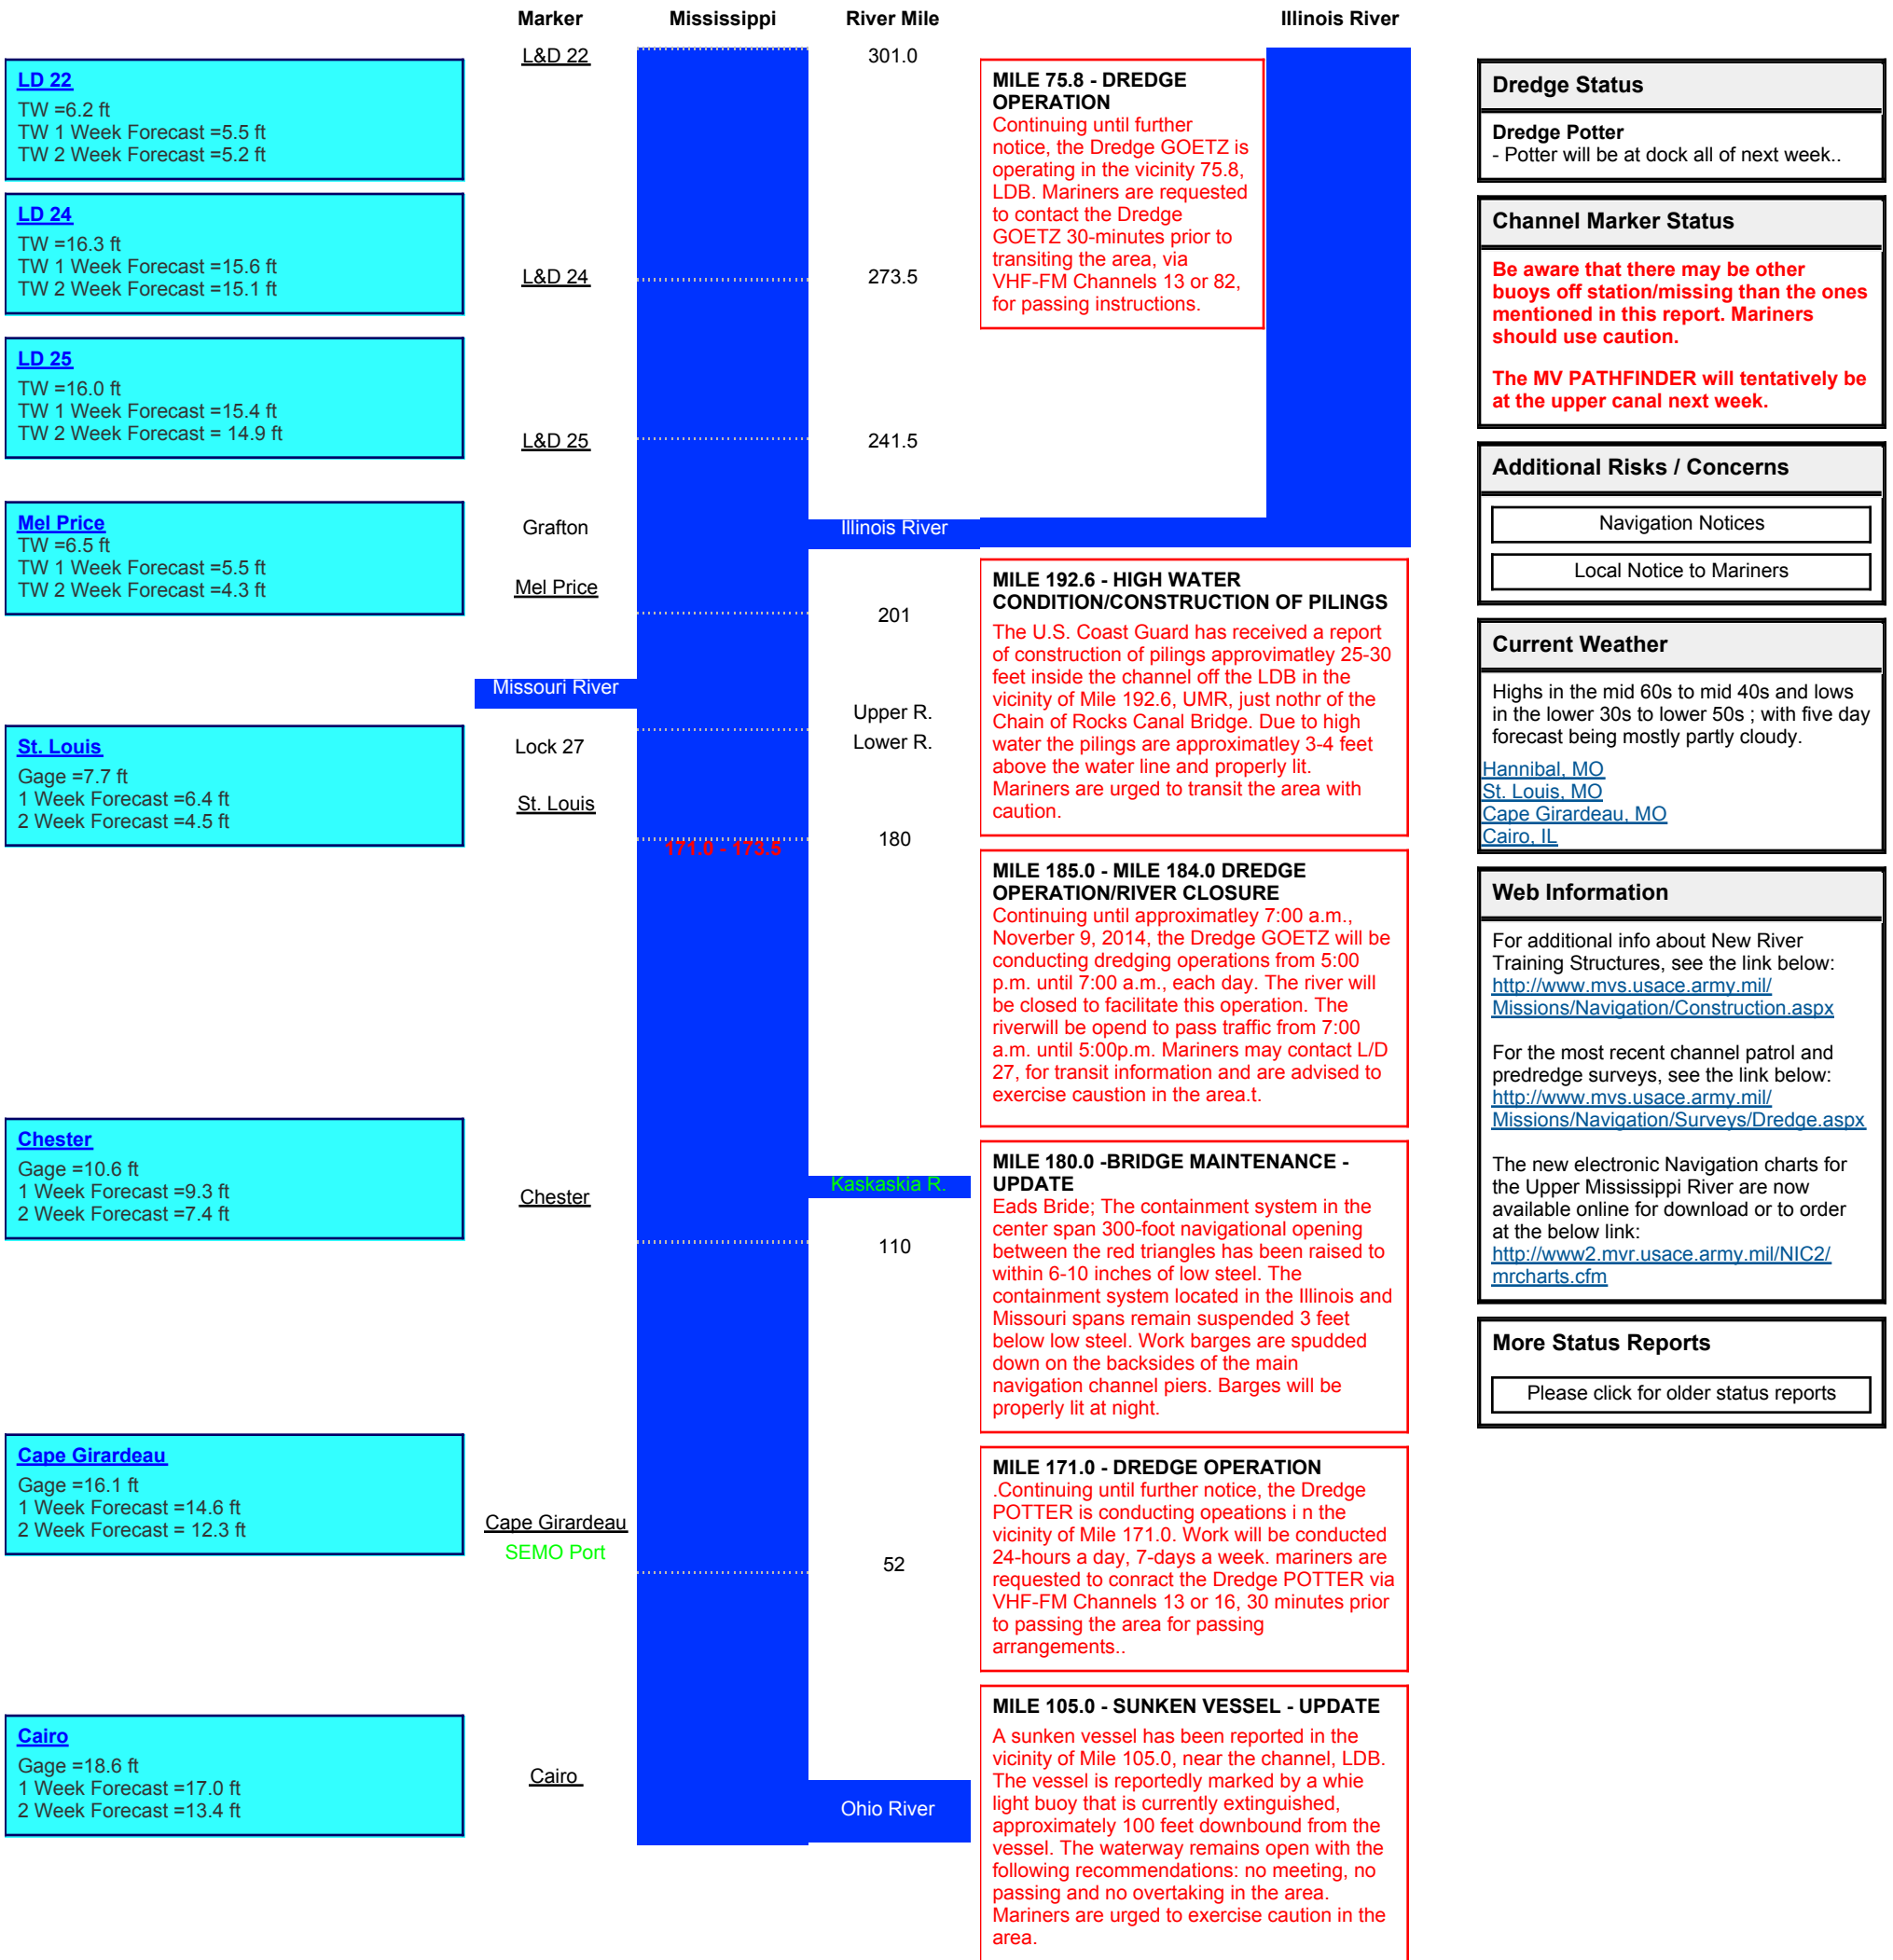 Marker Mississippi River Mile Illinois River
LD 22
TW =6.2 ft
TW 1 Week Forecast =5.5 ft
TW 2 Week Forecast =5.2 ft
LD 24
TW =16.3 ft
TW 1 Week Forecast =15.6 ft
TW 2 Week Forecast =15.1 ft
LD 25
TW =16.0 ft
TW 1 Week Forecast =15.4 ft
TW 2 Week Forecast = 14.9 ft
Mel Price
TW =6.5 ft
TW 1 Week Forecast =5.5 ft
TW 2 Week Forecast =4.3 ft
St. Louis
Gage =7.7 ft
1 Week Forecast =6.4 ft
2 Week Forecast =4.5 ft
Chester
Gage =10.6 ft
1 Week Forecast =9.3 ft
2 Week Forecast =7.4 ft
Cape Girardeau
Gage =16.1 ft
1 Week Forecast =14.6 ft
2 Week Forecast = 12.3 ft
Cairo
Gage =18.6 ft
1 Week Forecast =17.0 ft
2 Week Forecast =13.4 ft
L&D 22 301.0
L&D 24 273.5
L&D 25 241.5
Grafton Illinois River
Mel Price
201
Missouri River
Upper R.
Lock 27 Lower R.
St. Louis
180
171.0 - 173.5
Kaskaskia R.
Chester
110
Cape Girardeau
SEMO Port
52
Cairo
Ohio River
MILE 75.8 - DREDGE
OPERATION
Continuing until further
notice, the Dredge GOETZ is
operating in the vicinity 75.8,
LDB. Mariners are requested
to contact the Dredge
GOETZ 30-minutes prior to
transiting the area, via
VHF-FM Channels 13 or 82,
for passing instructions.
MILE 192.6 - HIGH WATER
CONDITION/CONSTRUCTION OF PILINGS
The U.S. Coast Guard has received a report
of construction of pilings approvimatley 25-30
feet inside the channel off the LDB in the
vicinity of Mile 192.6, UMR, just nothr of the
Chain of Rocks Canal Bridge. Due to high
water the pilings are approximatley 3-4 feet
above the water line and properly lit.
Mariners are urged to transit the area with
caution.
MILE 185.0 - MILE 184.0 DREDGE
OPERATION/RIVER CLOSURE
Continuing until approximatley 7:00 a.m.,
Noverber 9, 2014, the Dredge GOETZ will be
conducting dredging operations from 5:00
p.m. until 7:00 a.m., each day. The river will
be closed to facilitate this operation. The
riverwill be opend to pass traffic from 7:00
a.m. until 5:00p.m. Mariners may contact L/D
27, for transit information and are advised to
exercise caustion in the area.t.
MILE 180.0 -BRIDGE MAINTENANCE -
UPDATE
Eads Bride; The containment system in the
center span 300-foot navigational opening
between the red triangles has been raised to
within 6-10 inches of low steel. The
containment system located in the Illinois and
Missouri spans remain suspended 3 feet
below low steel. Work barges are spudded
down on the backsides of the main
navigation channel piers. Barges will be
properly lit at night.
MILE 171.0 - DREDGE OPERATION
.Continuing until further notice, the Dredge
POTTER is conducting opeations i n the
vicinity of Mile 171.0. Work will be conducted
24-hours a day, 7-days a week. mariners are
requested to conract the Dredge POTTER via
VHF-FM Channels 13 or 16, 30 minutes prior
to passing the area for passing
arrangements..
MILE 105.0 - SUNKEN VESSEL - UPDATE
A sunken vessel has been reported in the
vicinity of Mile 105.0, near the channel, LDB.
The vessel is reportedly marked by a whie
light buoy that is currently extinguished,
approximately 100 feet downbound from the
vessel. The waterway remains open with the
following recommendations: no meeting, no
passing and no overtaking in the area.
Mariners are urged to exercise caution in the
area.
Dredge Status
Dredge Potter
- Potter will be at dock all of next week..
Channel Marker Status
Be aware that there may be other
buoys off station/missing than the ones
mentioned in this report. Mariners
should use caution.
The MV PATHFINDER will tentatively be
at the upper canal next week.
Additional Risks / Concerns
Navigation Notices
Local Notice to Mariners
Current Weather
Highs in the mid 60s to mid 40s and lows
in the lower 30s to lower 50s ; with five day
forecast being mostly partly cloudy.
Hannibal, MO
St. Louis, MO
Cape Girardeau, MO
Cairo, IL
Web Information
For additional info about New River
Training Structures, see the link below:
http://www.mvs.usace.army.mil/
Missions/Navigation/Construction.aspx
For the most recent channel patrol and
predredge surveys, see the link below:
http://www.mvs.usace.army.mil/
Missions/Navigation/Surveys/Dredge.aspx
The new electronic Navigation charts for
the Upper Mississippi River are now
available online for download or to order
at the below link:
http://www2.mvr.usace.army.mil/NIC2/
mrcharts.cfm
More Status Reports
Please click for older status reports